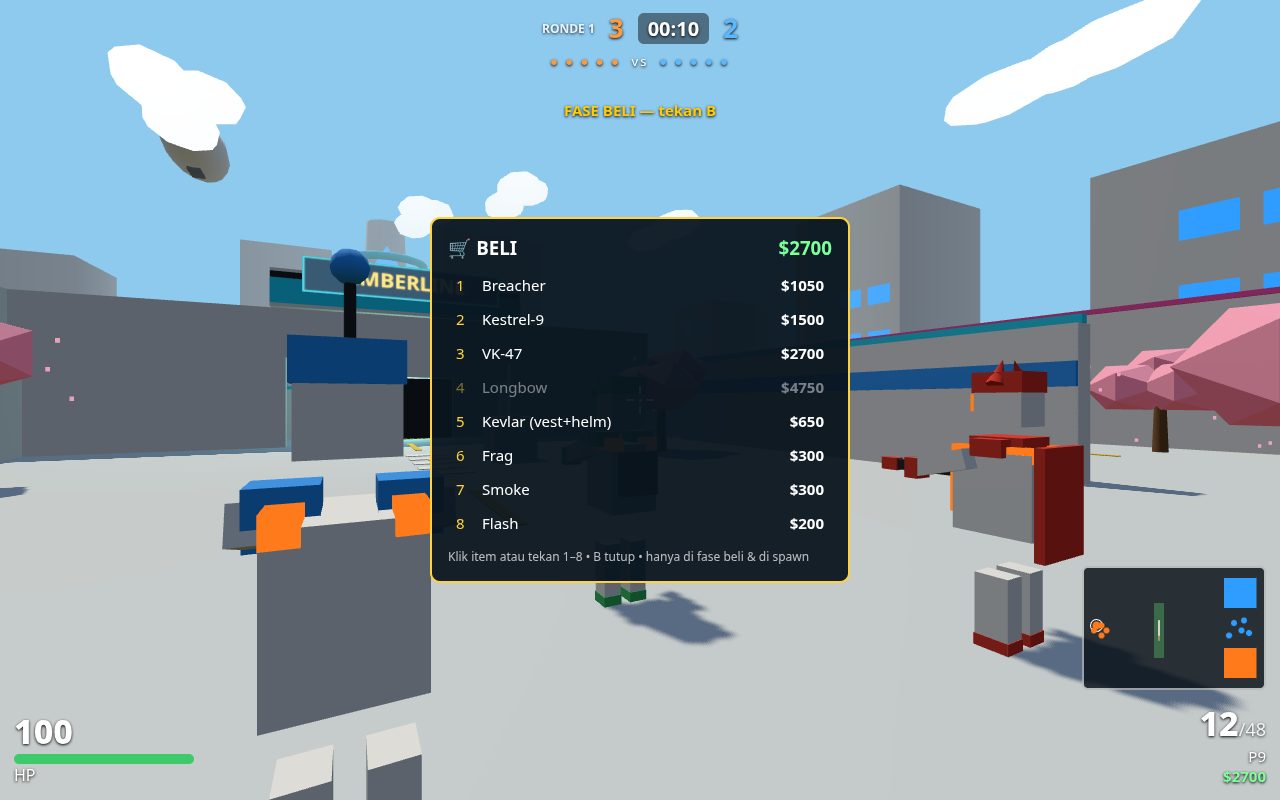 RONDE 1 3 00:10 2
VS
FASE BELI — tekan B
🛒 BELI $2700
1 Breacher $1050
2 Kestrel-9 $1500
3 VK-47 $2700
4 Longbow $4750
5 Kevlar (vest+helm) $650
6 Frag $300
7 Smoke $300
8 Flash $200
Klik item atau tekan 1–8 • B tutup • hanya di fase beli & di spawn
100
HP
12/48
P9
$2700